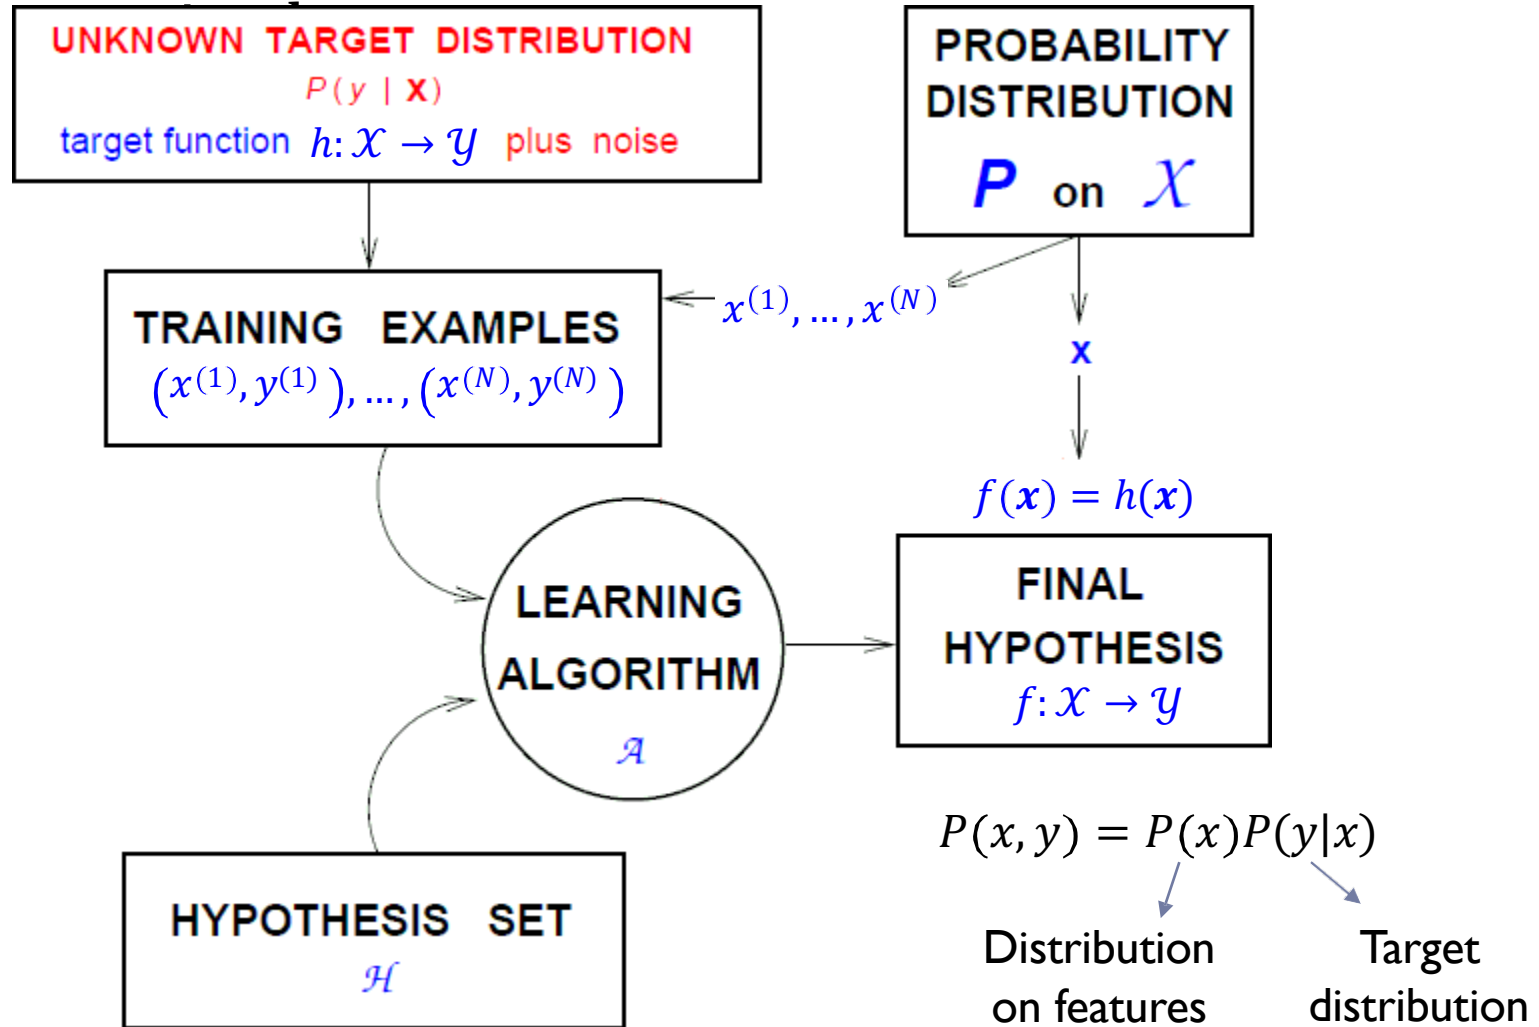 UNKNOWN TARGET DISTRIBUTION
P(y | x)
target function h: 𝒳 → 𝒴 plus noise
PROBABILITY
DISTRIBUTION
P on 𝒳
TRAINING EXAMPLES
(x⁽¹⁾, y⁽¹⁾), ..., (x⁽ᴺ⁾, y⁽ᴺ⁾)
x⁽¹⁾, ..., x⁽ᴺ⁾
x
f(x) = h(x)
LEARNING
ALGORITHM
𝒜
FINAL
HYPOTHESIS
f: 𝒳 → 𝒴
HYPOTHESIS SET
ℋ
P(x, y) = P(x)P(y|x)
Distribution
on features
Target
distribution